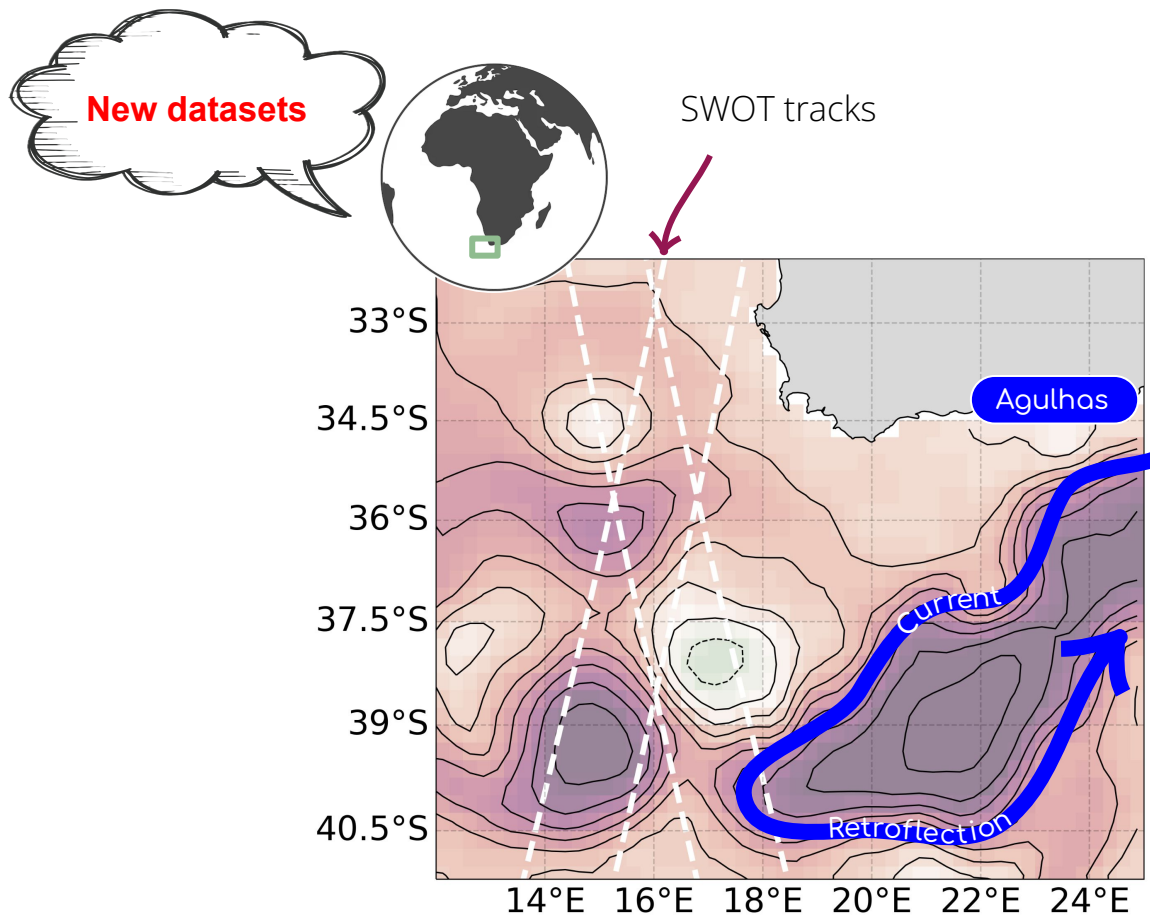 New datasets
SWOT tracks
33°S
34.5°S
36°S
37.5°S
39°S
40.5°S
Agulhas
Current
Retroflection
14°E 16°E 18°E 20°E 22°E 24°E